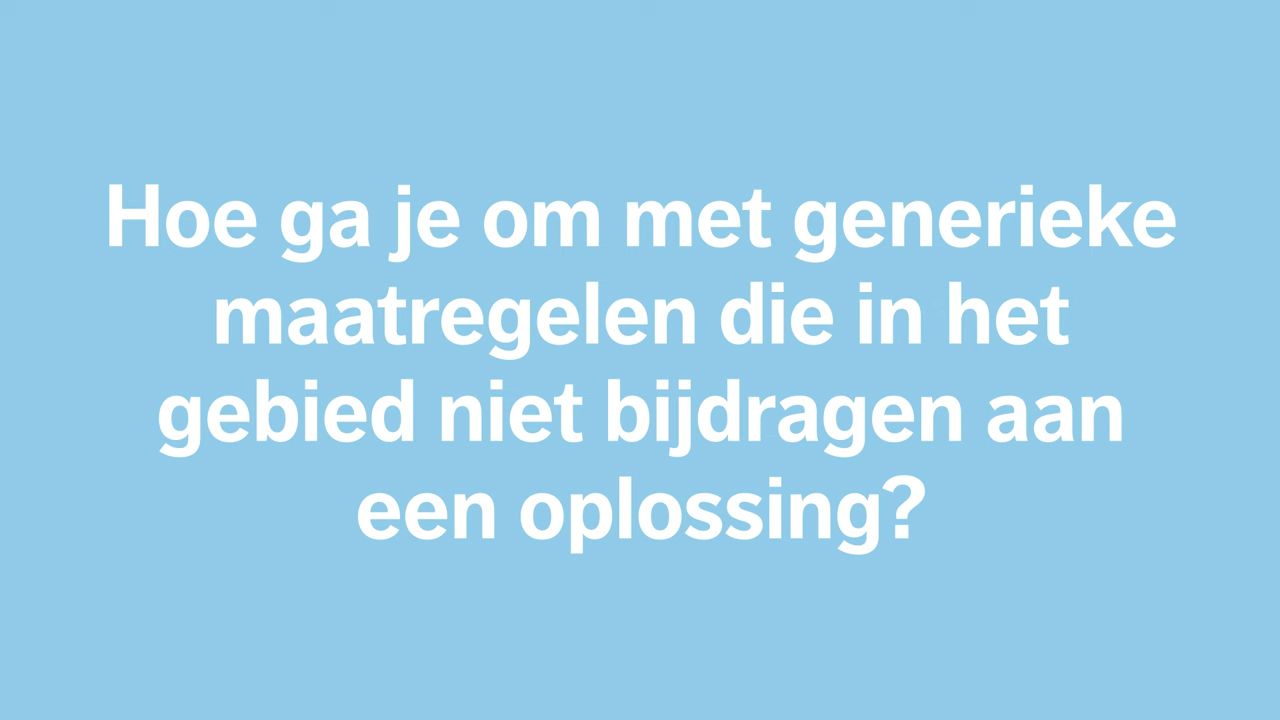 Hoe ga je om met generieke
maatregelen die in het
gebied niet bijdragen aan
een oplossing?